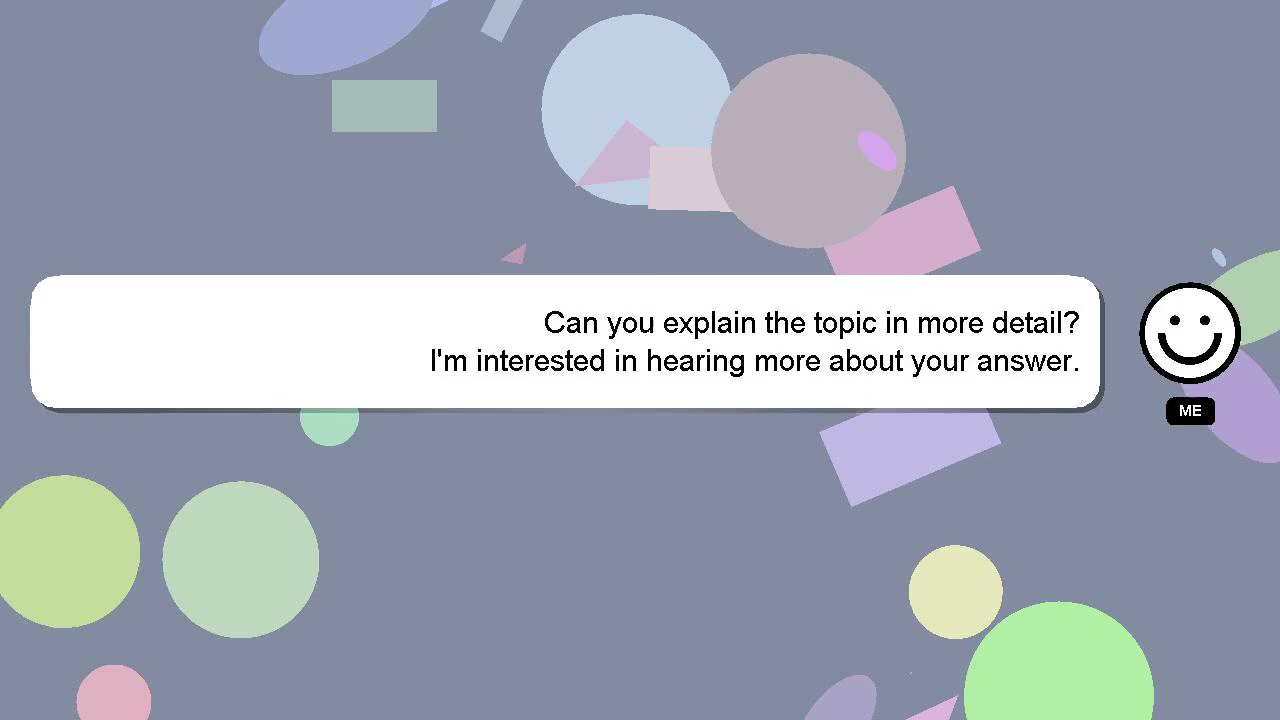 Can you explain the topic in more detail?
I'm interested in hearing more about your answer.
ME